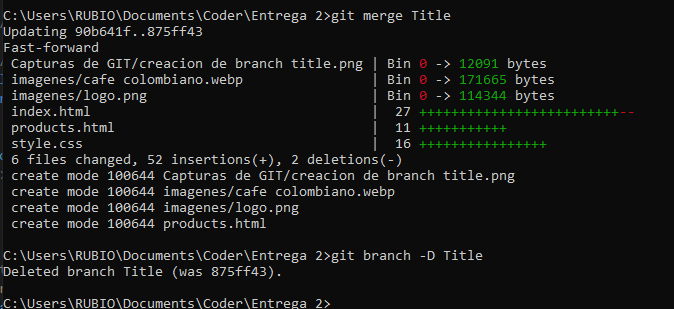 C:\Users\RUBIO\Documents\Coder\Entrega 2>git merge Title
Updating 90b641f..875ff43
Fast-forward
 Capturas de GIT/creacion de branch title.png | Bin 0 -> 12091 bytes
 imagenes/cafe colombiano.webp                | Bin 0 -> 171665 bytes
 imagenes/logo.png                            | Bin 0 -> 114344 bytes
 index.html                                   |  27 +++++++++++++++++++++++++--
 products.html                                |  11 +++++++++++
 style.css                                    |  16 ++++++++++++++++
 6 files changed, 52 insertions(+), 2 deletions(-)
 create mode 100644 Capturas de GIT/creacion de branch title.png
 create mode 100644 imagenes/cafe colombiano.webp
 create mode 100644 imagenes/logo.png
 create mode 100644 products.html
C:\Users\RUBIO\Documents\Coder\Entrega 2>git branch -D Title
Deleted branch Title (was 875ff43).
C:\Users\RUBIO\Documents\Coder\Entrega 2>